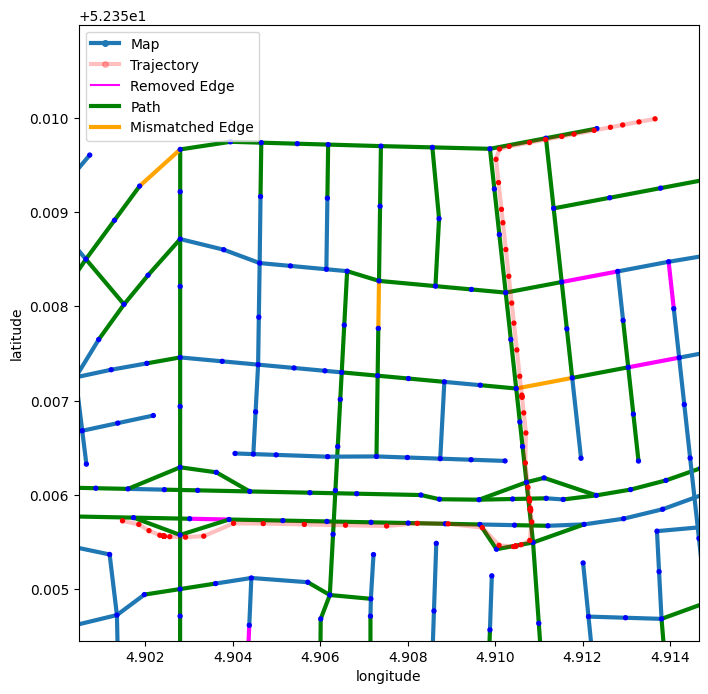 +5.235e1
Map
Trajectory
Removed Edge
Path
Mismatched Edge
0.010
0.009
0.008
0.007
0.006
0.005
latitude
4.902 4.904 4.906 4.908 4.910 4.912 4.914
longitude